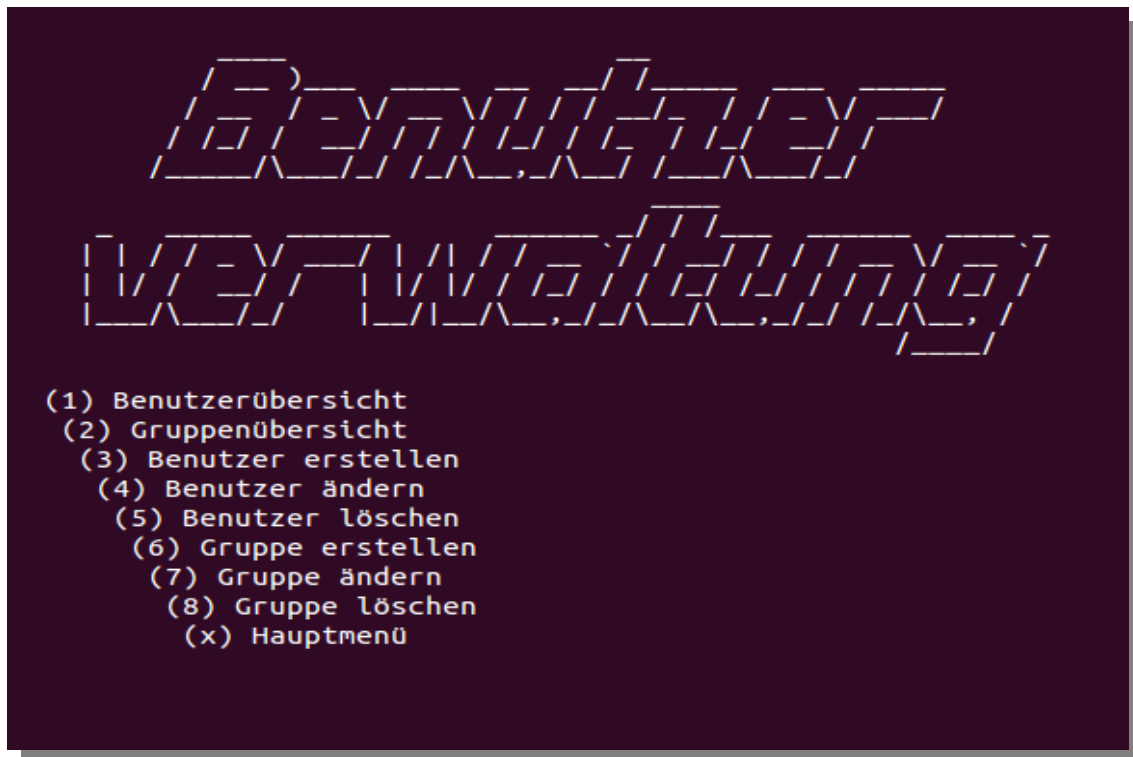 Benutzer
verwaltung
(1) Benutzerübersicht
(2) Gruppenübersicht
(3) Benutzer erstellen
(4) Benutzer ändern
(5) Benutzer löschen
(6) Gruppe erstellen
(7) Gruppe ändern
(8) Gruppe löschen
(x) Hauptmenü